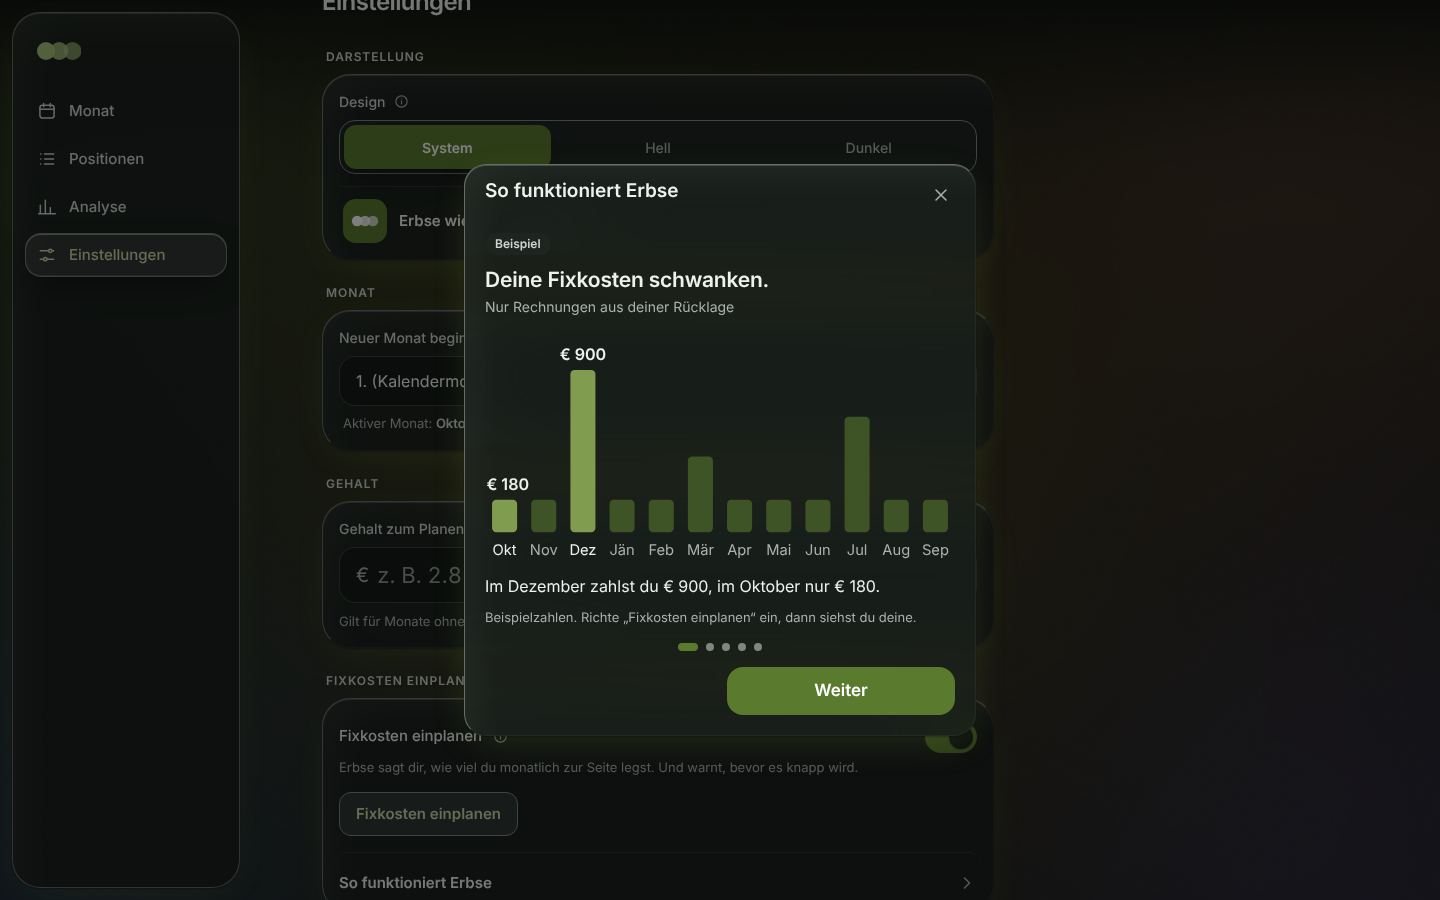 Einstellungen
Monat
Positionen
Analyse
Einstellungen
DARSTELLUNG
Design
System
Hell
Dunkel
Erbse wie
MONAT
Neuer Monat begin
1. (Kalendermo
Aktiver Monat: Okto
GEHALT
Gehalt zum Planen
€ z. B. 2.8
Gilt für Monate ohne
FIXKOSTEN EINPLAN
Fixkosten einplanen
Erbse sagt dir, wie viel du monatlich zur Seite legst. Und warnt, bevor es knapp wird.
Fixkosten einplanen
So funktioniert Erbse
So funktioniert Erbse
Beispiel
Deine Fixkosten schwanken.
Nur Rechnungen aus deiner Rücklage
€ 900
€ 180
Okt Nov Dez Jän Feb Mär Apr Mai Jun Jul Aug Sep
Im Dezember zahlst du € 900, im Oktober nur € 180.
Beispielzahlen. Richte „Fixkosten einplanen“ ein, dann siehst du deine.
Weiter